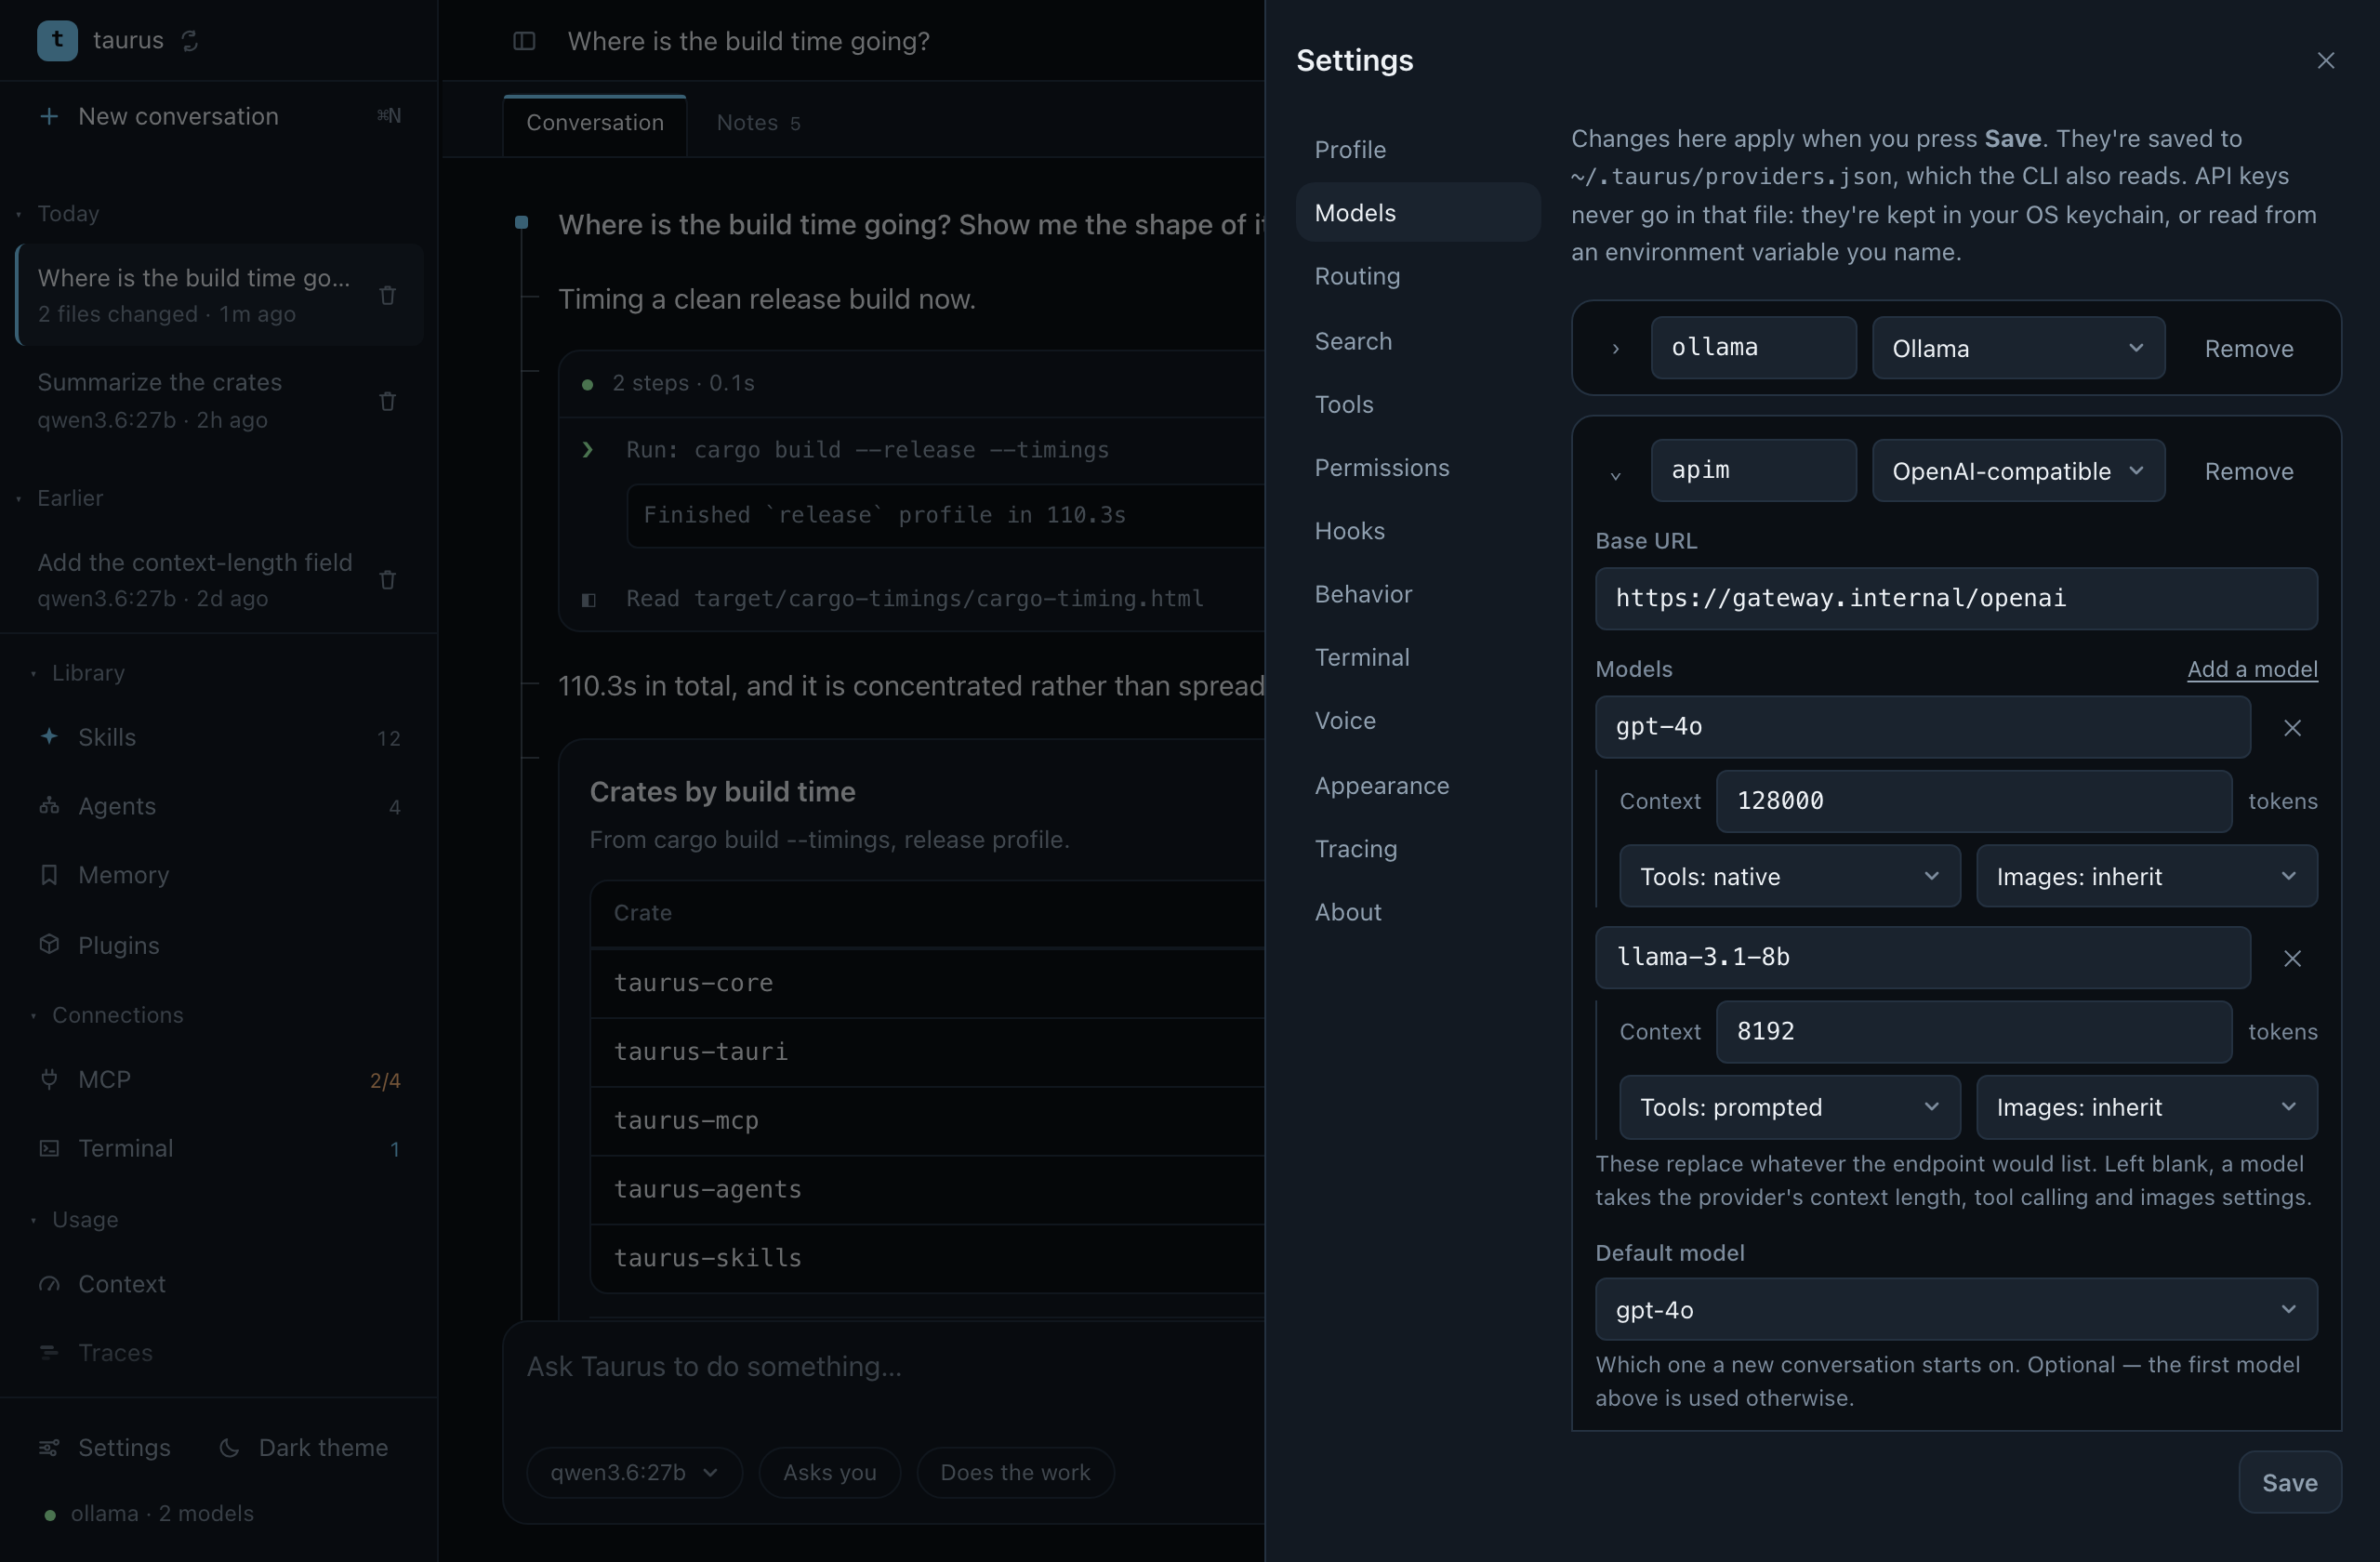 t taurus
New conversation ⌘N
Today
Where is the build time go...
2 files changed · 1m ago
Summarize the crates
qwen3.6:27b · 2h ago
Earlier
Add the context-length field
qwen3.6:27b · 2d ago
Library
Skills 12
Agents 4
Memory
Plugins
Connections
MCP 2/4
Terminal 1
Usage
Context
Traces
Settings Dark theme
ollama · 2 models
Where is the build time going?
Conversation Notes 5
Where is the build time going? Show me the shape of i
Timing a clean release build now.
2 steps · 0.1s
Run: cargo build --release --timings
Finished `release` profile in 110.3s
Read target/cargo-timings/cargo-timing.html
110.3s in total, and it is concentrated rather than spread
Crates by build time
From cargo build --timings, release profile.
Crate
taurus-core
taurus-tauri
taurus-mcp
taurus-agents
taurus-skills
Ask Taurus to do something...
qwen3.6:27b Asks you Does the work
Settings
Profile
Models
Routing
Search
Tools
Permissions
Hooks
Behavior
Terminal
Voice
Appearance
Tracing
About
Changes here apply when you press Save. They're saved to
~/.taurus/providers.json, which the CLI also reads. API keys
never go in that file: they're kept in your OS keychain, or read from
an environment variable you name.
ollama Ollama Remove
apim OpenAI-compatible Remove
Base URL
https://gateway.internal/openai
Models Add a model
gpt-4o
Context 128000 tokens
Tools: native Images: inherit
llama-3.1-8b
Context 8192 tokens
Tools: prompted Images: inherit
These replace whatever the endpoint would list. Left blank, a model
takes the provider's context length, tool calling and images settings.
Default model
gpt-4o
Which one a new conversation starts on. Optional — the first model
above is used otherwise.
Save